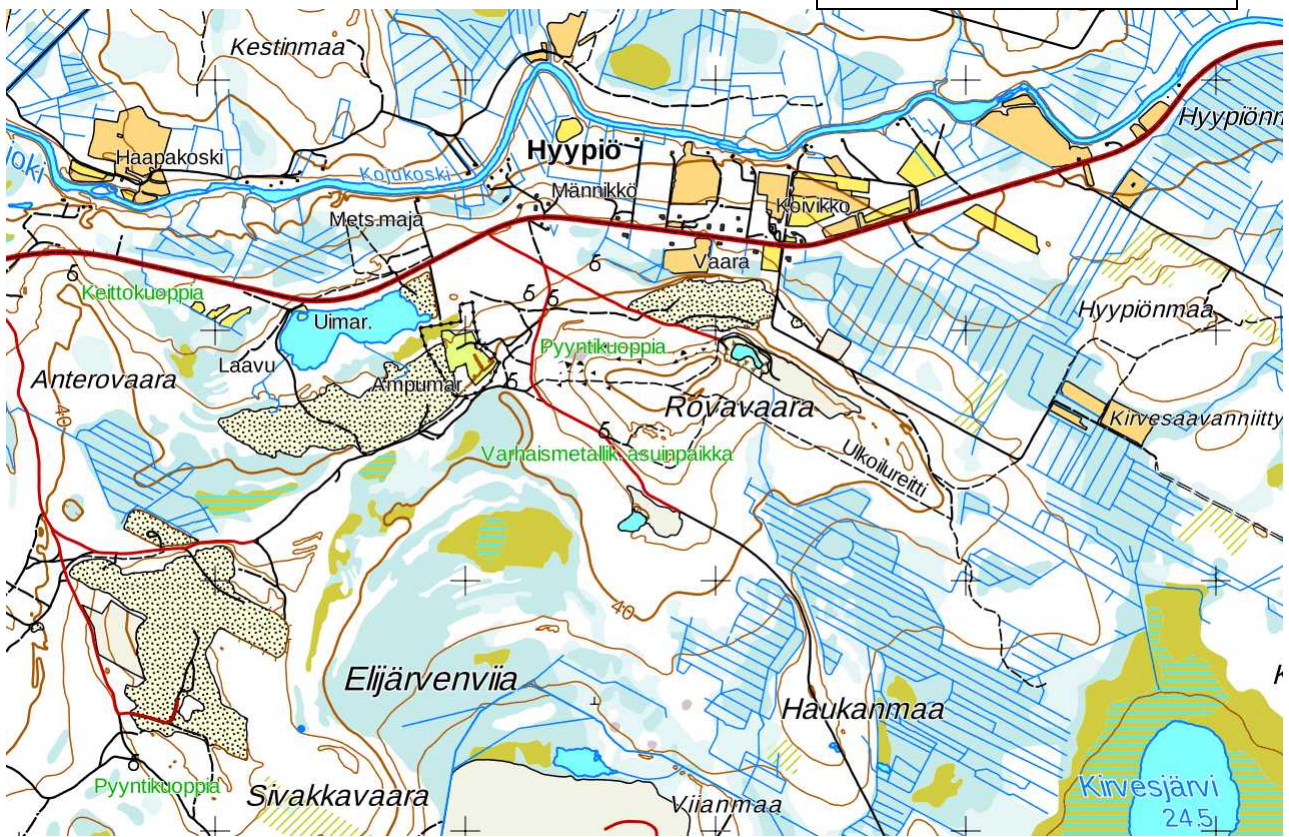 Kestinmaa
Hyypiönm
Haapakoski
Hyypiö
joki
Kojukoski
Männikkö
Koivikko
Mets.maja
Vaara
Keittokuoppia
Hyypiönmaa
Uimar.
Pyyntikuoppia
Laavu
Anterovaara
Ampumar.
Rovavaara
40
Kirvesaavanniitty
Varhaismetallik. asuinpaikka
Ulkoilureitti
40
Elijärvenviia
Haukanmaa
Pyyntikuoppia
Sivakkavaara
Viianmaa
Kirvesjärvi
24.5